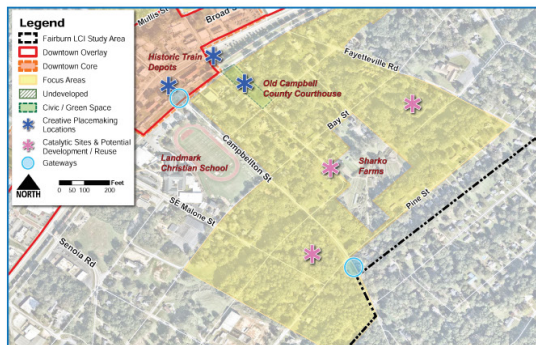 Legend
Fairburn LCI Study Area
Downtown Overlay
Downtown Core
Focus Areas
Undeveloped
Civic / Green Space
Creative Placemaking
Locations
Catalytic Sites & Potential
Development / Reuse
Gateways
NORTH
Feet
0 50 100 200
Mullis St
Broad S
Historic Train
Depots
Fayetteville Rd
Old Campbell
County Courthouse
Bay St
Campbellton St
Landmark
Christian School
Sharko
Farms
Pine St
SE Malone St
Senoia Rd